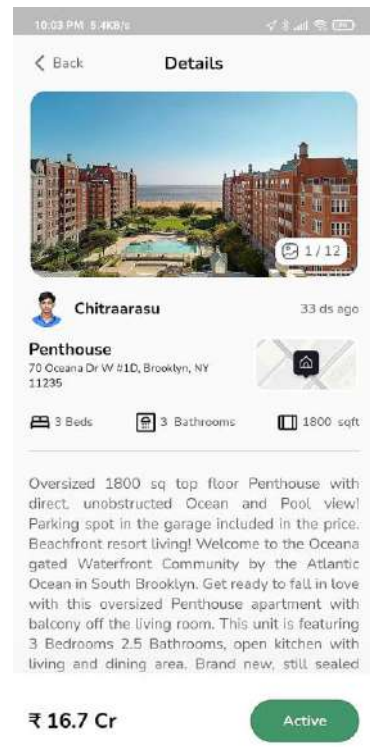 10:03 PM 5.4KB/s
Back
Details
1 / 12
Chitraarasu
33 ds ago
Penthouse
70 Oceana Dr W #1D, Brooklyn, NY
11235
3 Beds
3 Bathrooms
1800 sqft
Oversized 1800 sq top floor Penthouse with
direct, unobstructed Ocean and Pool view!
Parking spot in the garage included in the price.
Beachfront resort living! Welcome to the Oceana
gated Waterfront Community by the Atlantic
Ocean in South Brooklyn. Get ready to fall in love
with this oversized Penthouse apartment with
balcony off the living room. This unit is featuring
3 Bedrooms 2.5 Bathrooms, open kitchen with
living and dining area. Brand new, still sealed
₹ 16.7 Cr
Active